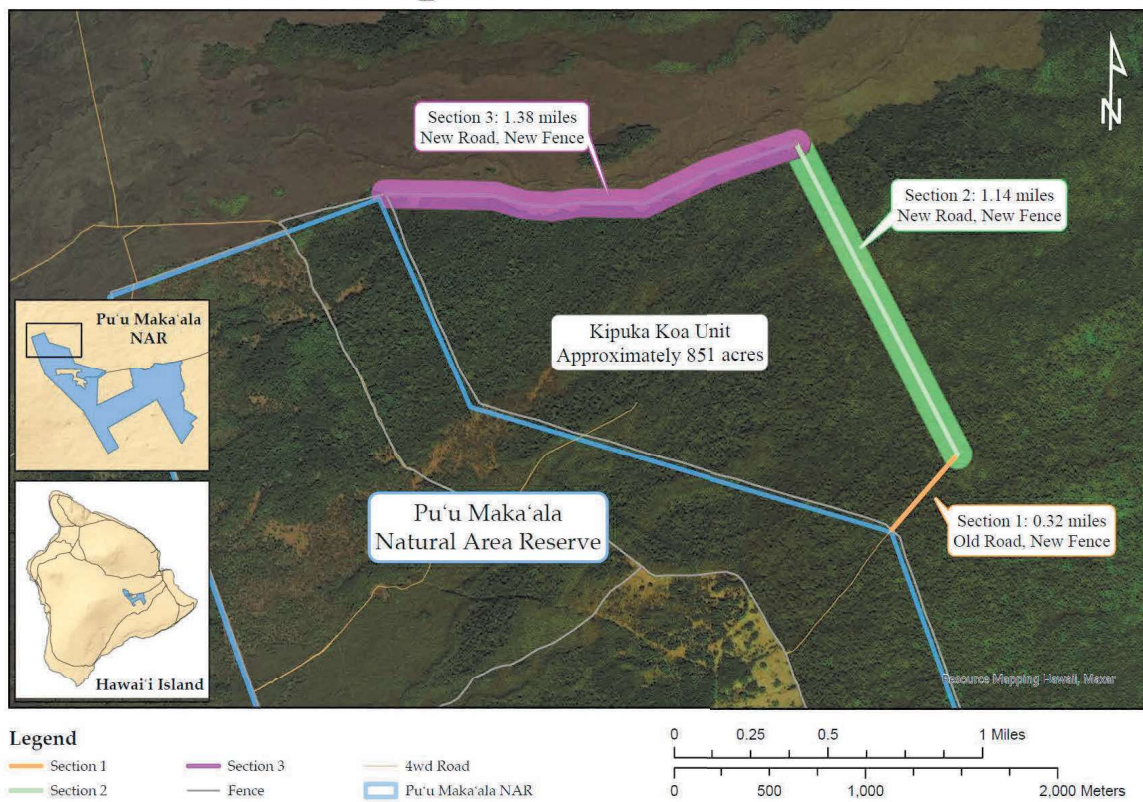 Section 3: 1.38 miles
New Road, New Fence
Section 2: 1.14 miles
New Road, New Fence
Kipuka Koa Unit
Approximately 851 acres
Pu‘u Maka‘ala
NAR
Pu‘u Maka‘ala
Natural Area Reserve
Section 1: 0.32 miles
Old Road, New Fence
Hawai‘i Island
Resource Mapping Hawaii, Maxar
N
Legend
Section 1
Section 2
Section 3
Fence
4wd Road
Pu‘u Maka‘ala NAR
0 0.25 0.5 1 Miles
0 500 1,000 2,000 Meters